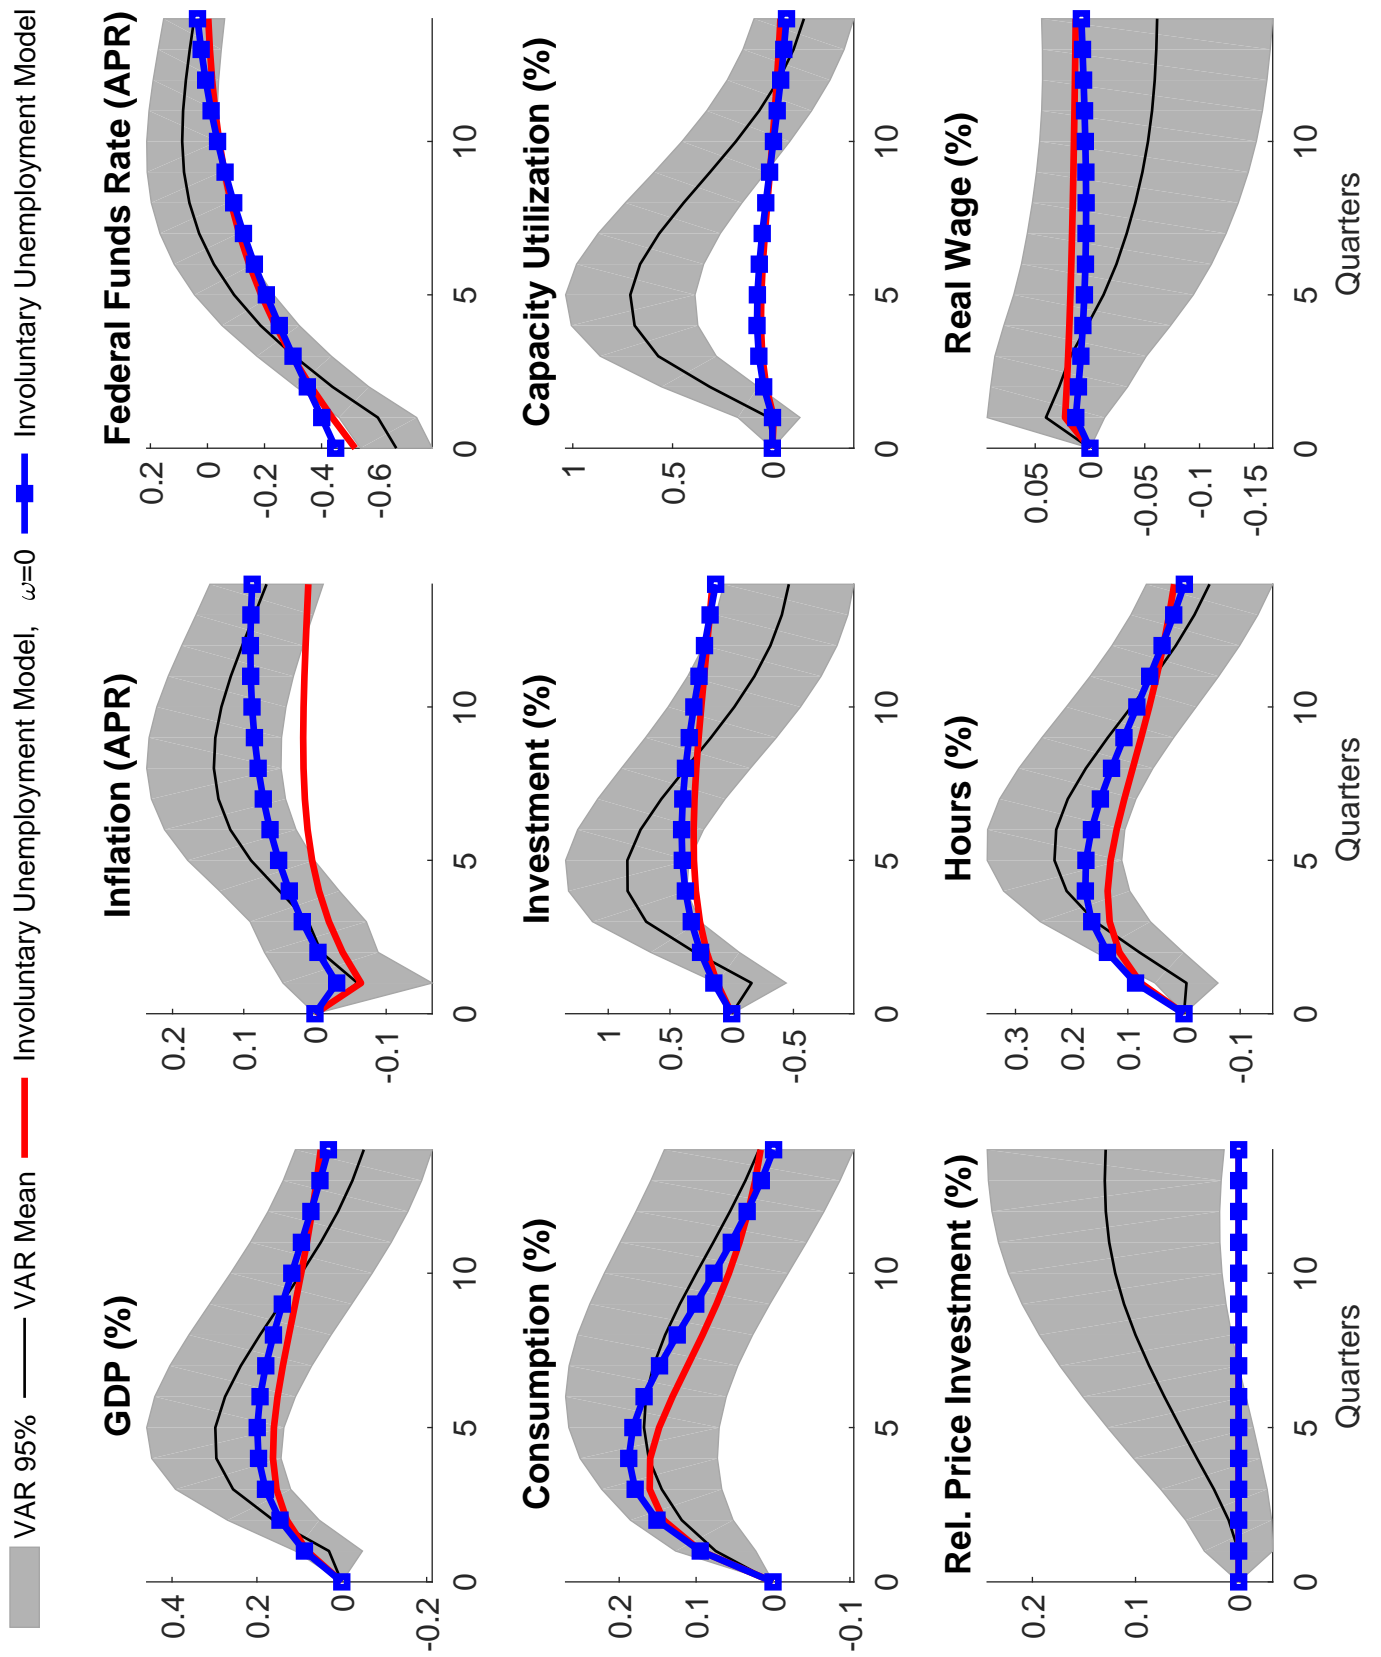 VAR 95% VAR Mean Involuntary Unemployment Model, ω=0 Involuntary Unemployment Model
GDP (%)
0.4
0.2
0
-0.2
0 5 10
Inflation (APR)
0.2
0.1
0
-0.1
0 5 10
Federal Funds Rate (APR)
0.2
0
-0.2
-0.4
-0.6
0 5 10
Consumption (%)
0.2
0.1
0
-0.1
0 5 10
Investment (%)
1
0.5
0
-0.5
0 5 10
Capacity Utilization (%)
1
0.5
0
0 5 10
Rel. Price Investment (%)
0.2
0.1
0
0 5 10
Quarters
Hours (%)
0.3
0.2
0.1
0
-0.1
0 5 10
Quarters
Real Wage (%)
0.05
0
-0.05
-0.1
-0.15
0 5 10
Quarters